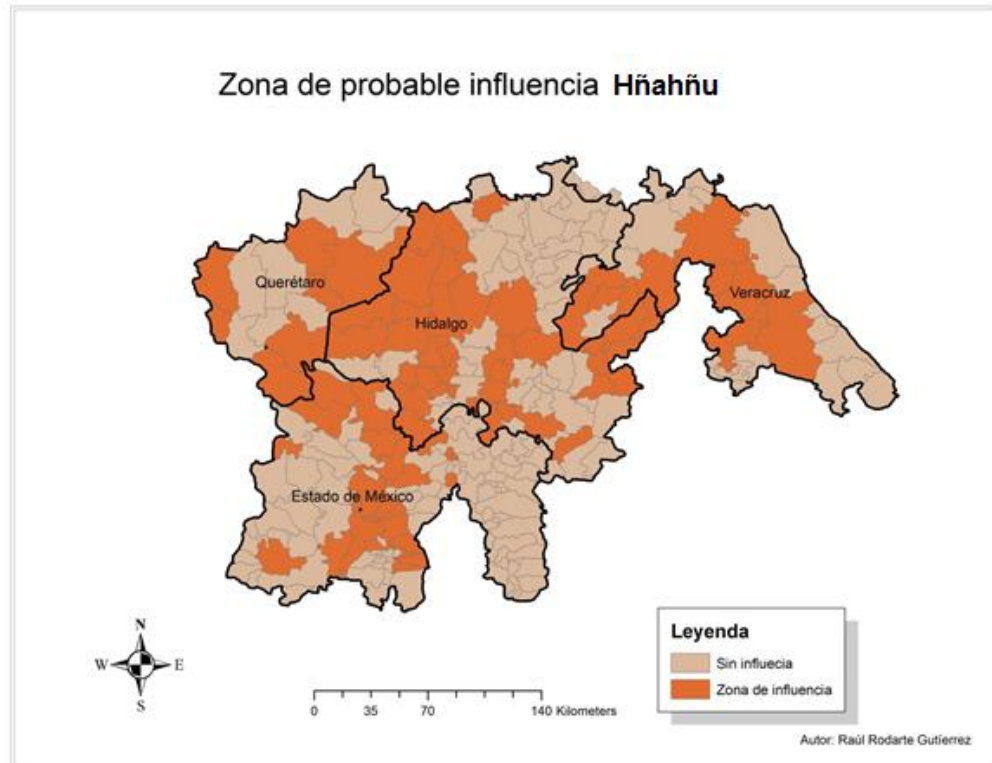 Zona de probable influencia Hñahñu
Querétaro
Veracruz
Hidalgo
Estado de México
N
W E
S
0 35 70 140 Kilometers
Leyenda
Sin influecia
Zona de influencia
Autor: Raúl Rodarte Gutíerrez